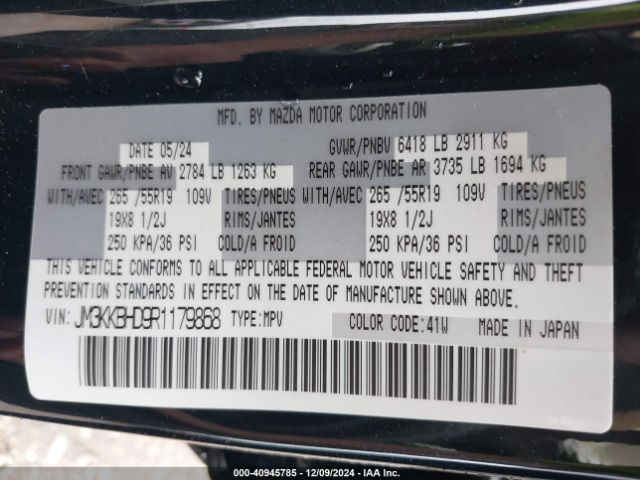 MFD. BY MAZDA MOTOR CORPORATION
DATE 05/24 GVWR/PNBV 6418 LB 2911 KG
FRONT GAWR/PNBE AV 2784 LB 1263 KG REAR GAWR/PNBE AR 3735 LB 1694 KG
WITH/AVEC 265 /55R19 109V TIRES/PNEUS WITH/AVEC 265 /55R19 109V TIRES/PNEUS
19X8 1/2J RIMS/JANTES 19X8 1/2J RIMS/JANTES
250 KPA/36 PSI COLD/A FROID 250 KPA/36 PSI COLD/A FROID
THIS VEHICLE CONFORMS TO ALL APPLICABLE FEDERAL MOTOR VEHICLE SAFETY AND THEFT
PREVENTION STANDARDS IN EFFECT ON THE DATE OF MANUFACTURE SHOWN ABOVE.
VIN: JM3KKBHD9R1179868 TYPE:MPV COLOR CODE:41W MADE IN JAPAN
000-40945785 - 12/09/2024 - IAA Inc.